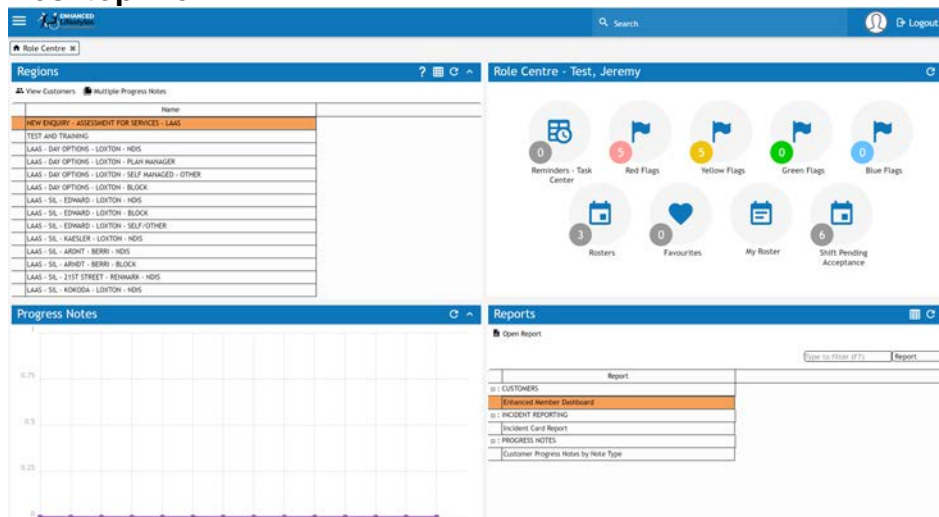 ENHANCED
Lifestyles
Search
Logout
Role Centre
Regions
View Customers Multiple Progress Notes
Name
NEW ENQUIRY - ASSESSMENT FOR SERVICES - LAAS
TEST AND TRAINING
LAAS - DAY OPTIONS - LOXTON - NDIS
LAAS - DAY OPTIONS - LOXTON - PLAN MANAGER
LAAS - DAY OPTIONS - LOXTON - SELF MANAGED - OTHER
LAAS - DAY OPTIONS - LOXTON - BLOCK
LAAS - SIL - EDWARD - LOXTON - NDIS
LAAS - SIL - EDWARD - LOXTON - BLOCK
LAAS - SIL - EDWARD - LOXTON - SELF/OTHER
LAAS - SIL - KAESLER - LOXTON - NDIS
LAAS - SIL - ARDNT - BERRI - NDIS
LAAS - SIL - ARNDT - BERRI - BLOCK
LAAS - SIL - 21ST STREET - RENMARK - NDIS
LAAS - SIL - KOKODA - LOXTON - NDIS
Role Centre - Test, Jeremy
0 5 5 0 0
Reminders - Task Center
Red Flags
Yellow Flags
Green Flags
Blue Flags
3 0 6
Rosters
Favourites
My Roster
Shift Pending Acceptance
Progress Notes
1
0.75
0.5
0.25
0
Reports
Open Report
Type to filter (F7) Report
Report
: CUSTOMERS
Enhanced Member Dashboard
: INCIDENT REPORTING
Incident Card Report
: PROGRESS NOTES
Customer Progress Notes by Note Type